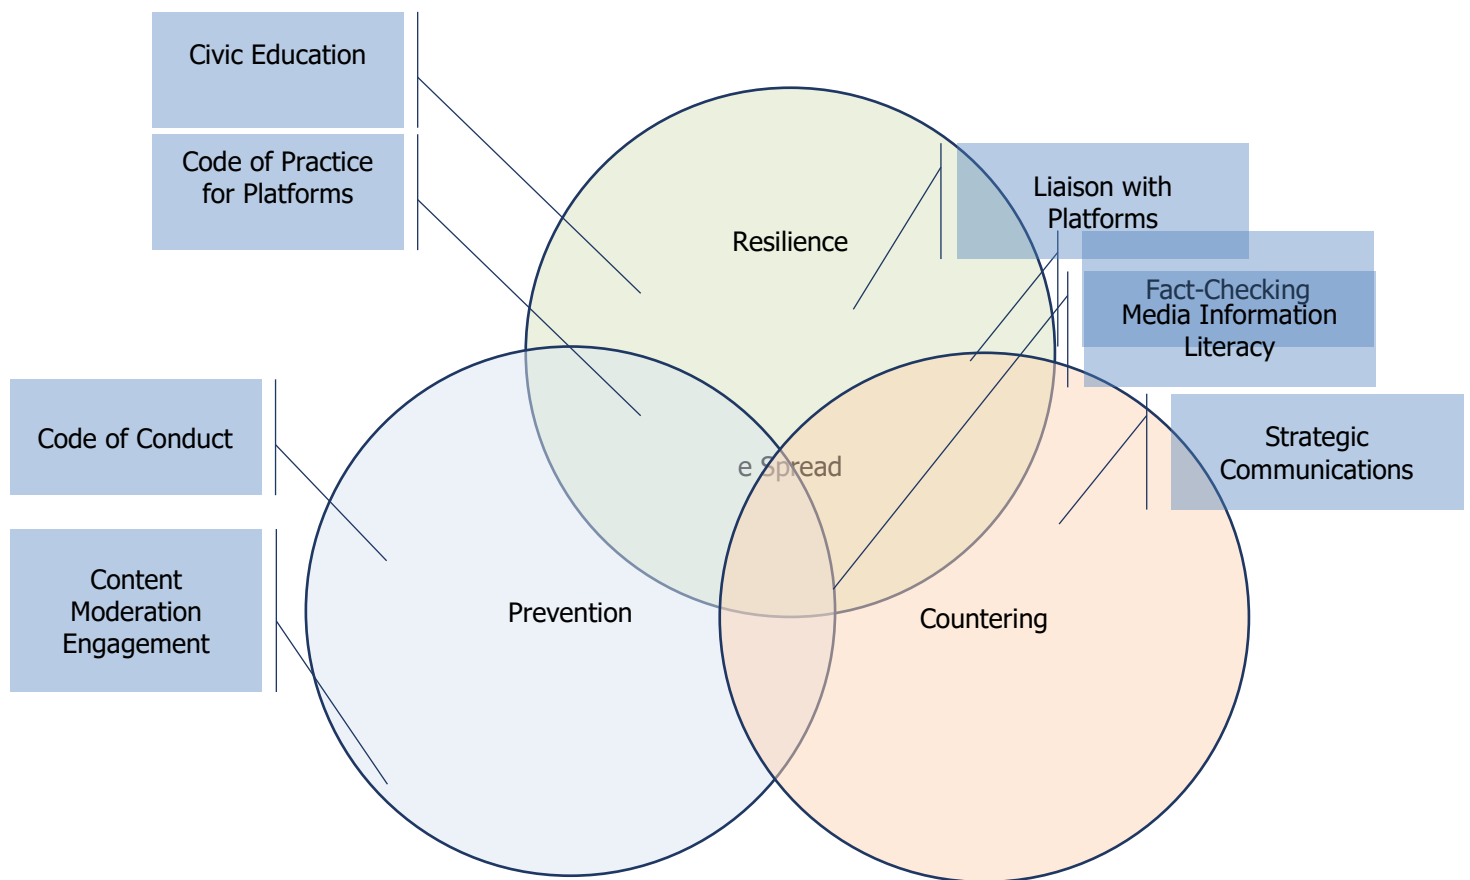 Civic Education
Code of Practice
for Platforms
Liaison with
Platforms
Resilience
Fact-Checking
Media Information
Literacy
Code of Conduct
Strategic
Communications
e Spread
Content
Moderation
Engagement
Prevention
Countering